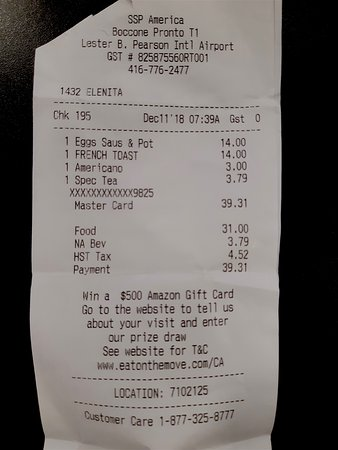 SSP America
Boccone Pronto T1
Lester B. Pearson Intl Airport
GST # 825875560RT001
416-776-2477
1432 ELENITA
Chk 195 Dec11'18 07:39A Gst 0
1 Eggs Saus & Pot 14.00
1 FRENCH TOAST 14.00
1 Americano 3.00
1 Spec Tea 3.79
XXXXXXXXXXXX9825
Master Card 39.31
Food 31.00
NA Bev 3.79
HST Tax 4.52
Payment 39.31
Win a $500 Amazon Gift Card
Go to the website to tell us
about your visit and enter
our prize draw
See website for T&C
www.eatonthemove.com/CA
LOCATION: 7102125
Customer Care 1-877-325-8777